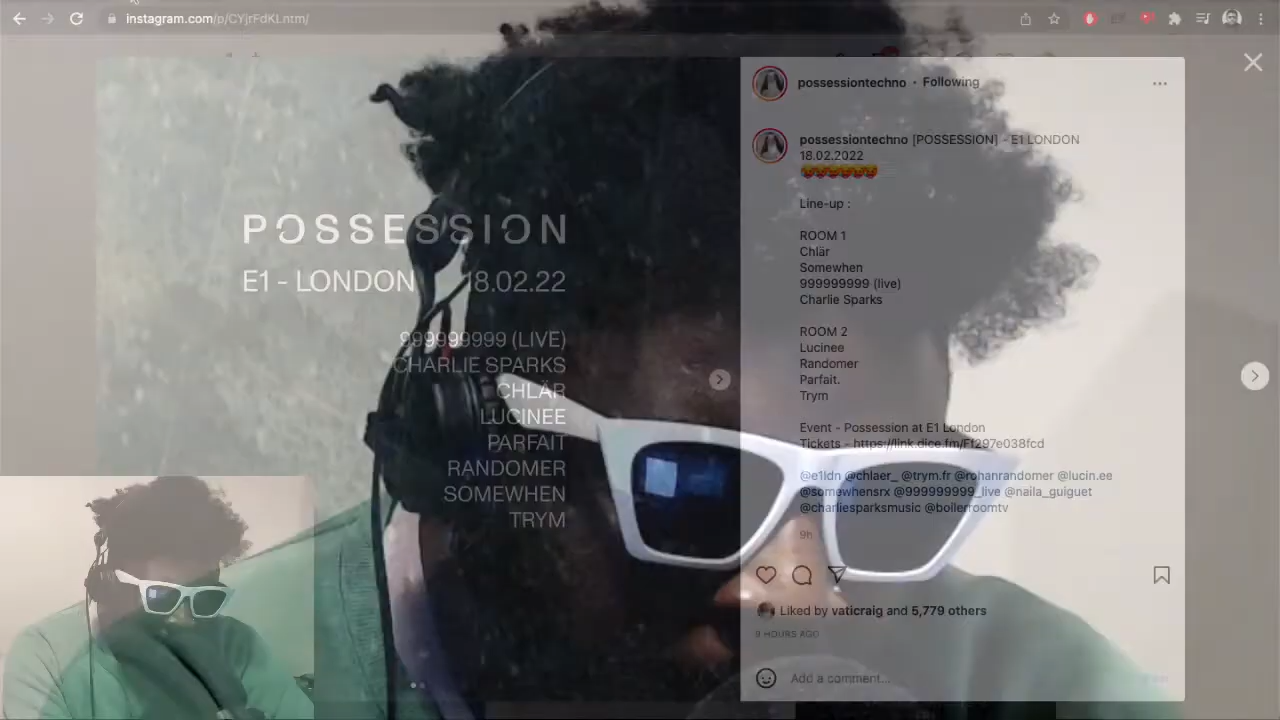 instagram.com/p/CYjrFdKLntm/
POSSESSION
E1 - LONDON 18.02.22
999999999 (LIVE)
CHARLIE SPARKS
CHLÄR
LUCINEE
PARFAIT
RANDOMER
SOMEWHEN
TRYM
possessiontechno • Following
possessiontechno [POSSESSION] - E1 LONDON
18.02.2022
Line-up :
ROOM 1
Chlär
Somewhen
999999999 (live)
Charlie Sparks
ROOM 2
Lucinee
Randomer
Parfait.
Trym
Event - Possession at E1 London
Tickets - https://link.dice.fm/Ff297e038fcd
@e1ldn @chlaer_ @trym.fr @rohanrandomer @lucin.ee
@somewhensrx @999999999_live @naila_guiguet
@charliesparksmusic @boilerroomtv
9h
Liked by vaticraig and 5,779 others
9 HOURS AGO
Add a comment...